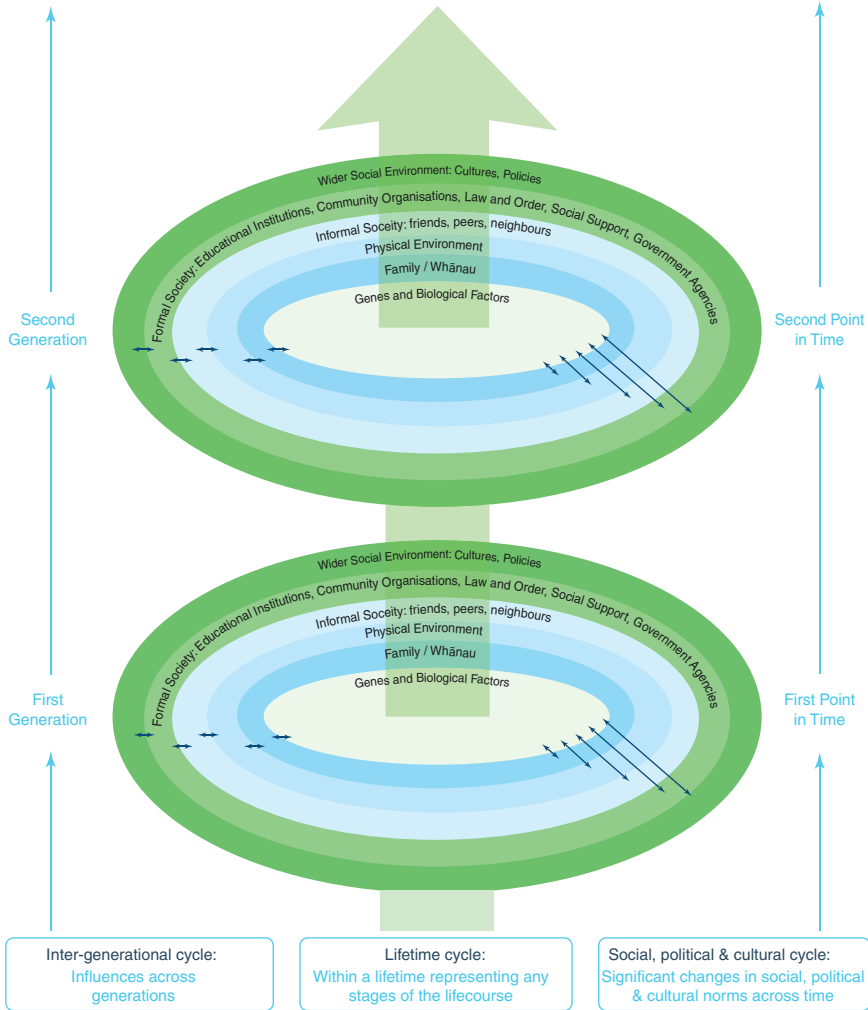 Wider Social Environment: Cultures, Policies
Formal Society: Educational Institutions, Community Organisations, Law and Order, Social Support, Government Agencies
Informal Soceity: friends, peers, neighbours
Physical Environment
Family / Whānau
Genes and Biological Factors
Second
Generation
Second Point
in Time
Wider Social Environment: Cultures, Policies
Formal Society: Educational Institutions, Community Organisations, Law and Order, Social Support, Government Agencies
Informal Soceity: friends, peers, neighbours
Physical Environment
Family / Whānau
Genes and Biological Factors
First
Generation
First Point
in Time
Inter-generational cycle:
Influences across
generations
Lifetime cycle:
Within a lifetime representing any
stages of the lifecourse
Social, political & cultural cycle:
Significant changes in social, political
& cultural norms across time